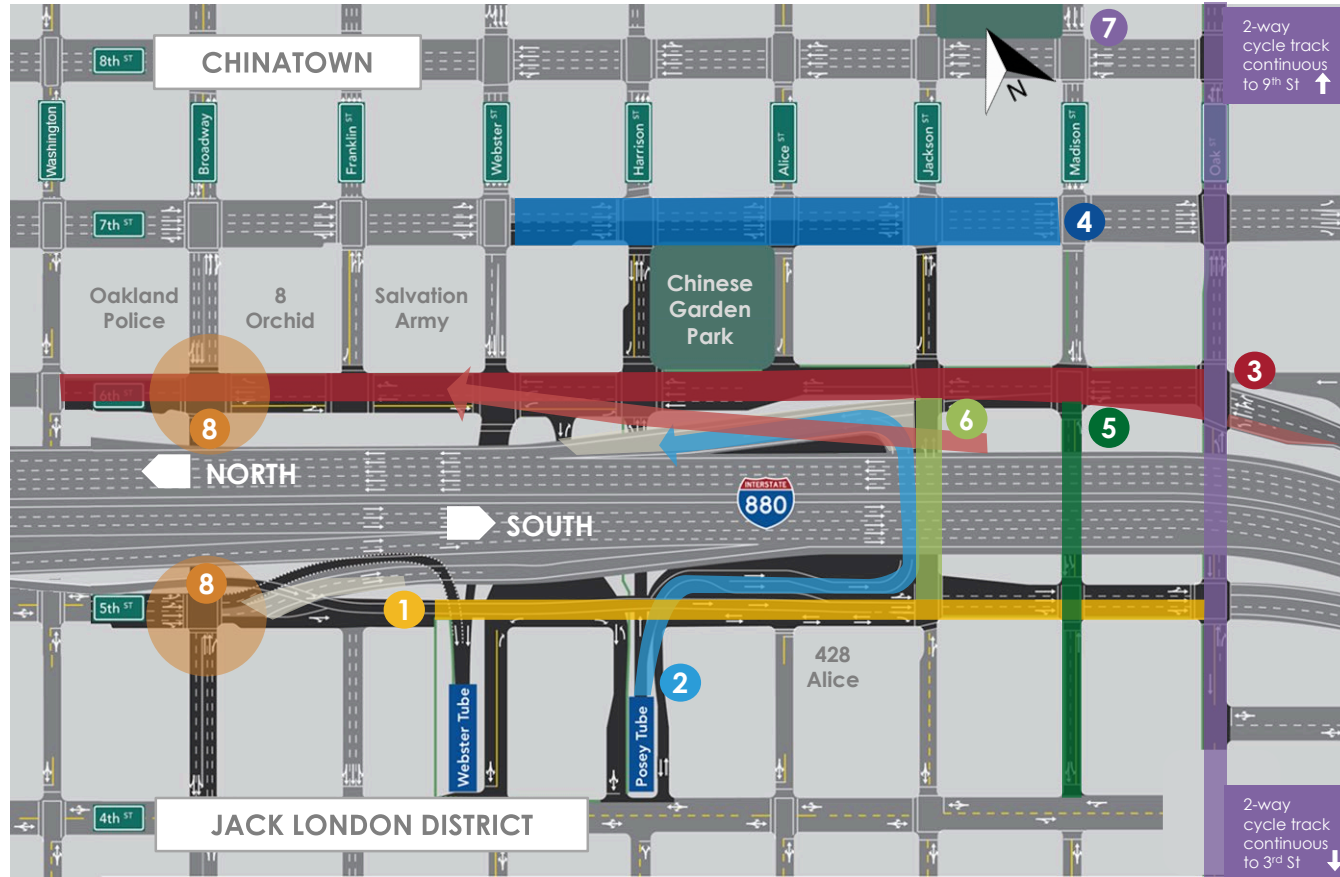 CHINATOWN
8th ST
7
2-way
cycle track
continuous
to 9th St
N
Washington
Broadway
Franklin ST
Webster ST
Harrison ST
Alice ST
Jackson ST
Madison ST
Oak ST
7th ST
4
Oakland
Police
8
Orchid
Salvation
Army
Chinese
Garden
Park
6th ST
3
8
6
5
NORTH
INTERSTATE
880
SOUTH
8
5th ST
1
428
Alice
2
Webster Tube
Posey Tube
4th ST
JACK LONDON DISTRICT
2-way
cycle track
continuous
to 3rd St